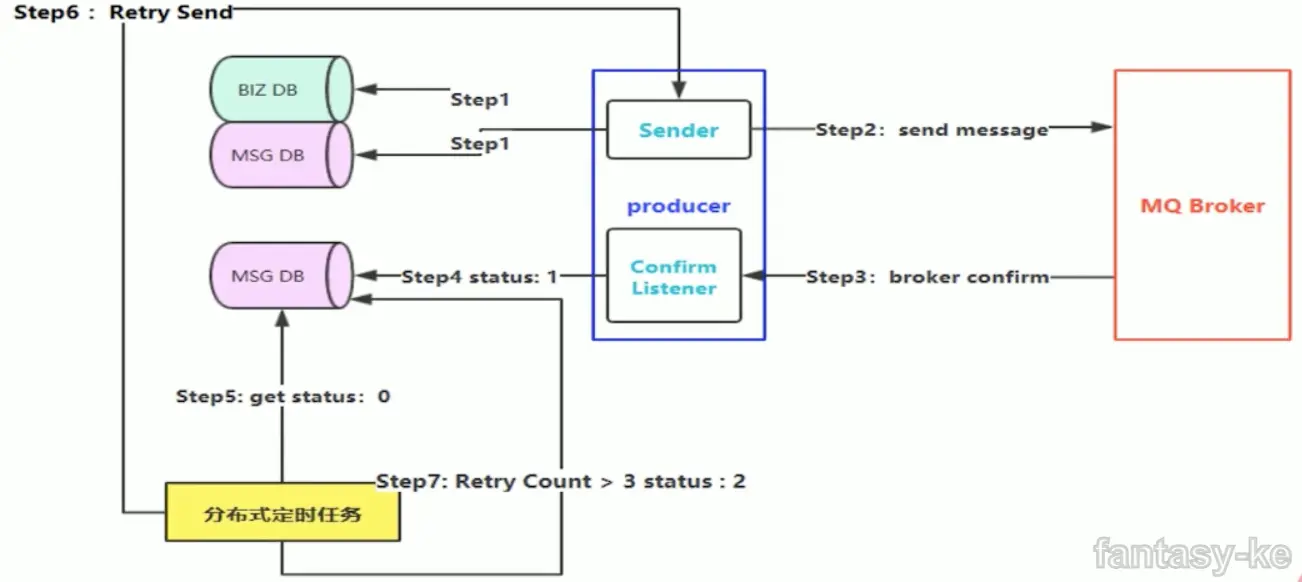 Step6： Retry Send
BIZ DB
Step1
Sender
Step2：send message
MSG DB
Step1
producer
MQ Broker
MSG DB
Step4 status: 1
Confirm
Listener
Step3：broker confirm
Step5: get status：0
Step7: Retry Count > 3 status : 2
分布式定时任务
fantasy-ke